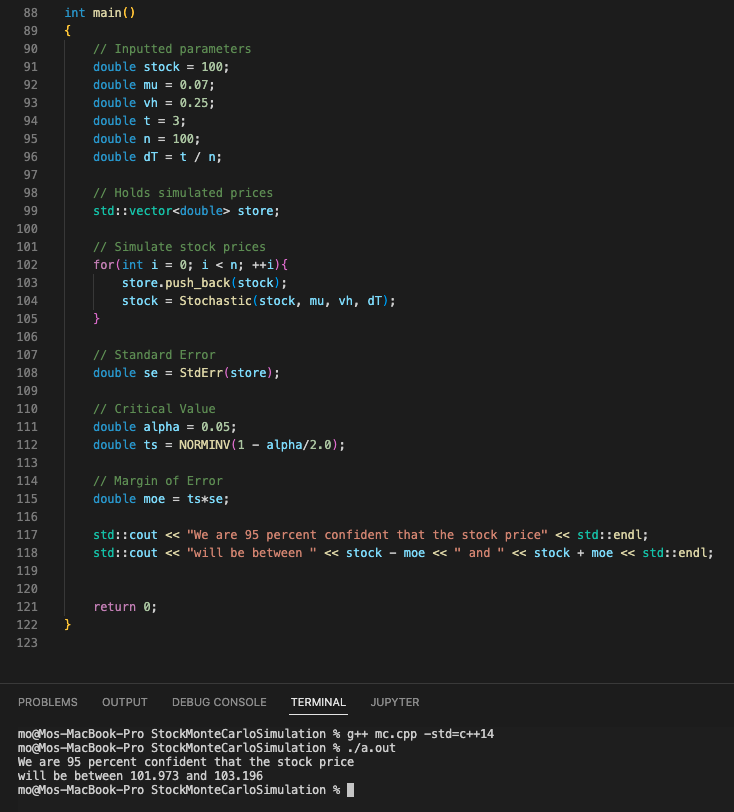 88 int main()
89 {
90 // Inputted parameters
91 double stock = 100;
92 double mu = 0.07;
93 double vh = 0.25;
94 double t = 3;
95 double n = 100;
96 double dT = t / n;
97
98 // Holds simulated prices
99 std::vector<double> store;
100
101 // Simulate stock prices
102 for(int i = 0; i < n; ++i){
103 store.push_back(stock);
104 stock = Stochastic(stock, mu, vh, dT);
105 }
106
107 // Standard Error
108 double se = StdErr(store);
109
110 // Critical Value
111 double alpha = 0.05;
112 double ts = NORMINV(1 - alpha/2.0);
113
114 // Margin of Error
115 double moe = ts*se;
116
117 std::cout << "We are 95 percent confident that the stock price" << std::endl;
118 std::cout << "will be between " << stock - moe << " and " << stock + moe << std::endl;
119
120
121 return 0;
122 }
123
PROBLEMS OUTPUT DEBUG CONSOLE TERMINAL JUPYTER
mo@Mos-MacBook-Pro StockMonteCarloSimulation % g++ mc.cpp -std=c++14
mo@Mos-MacBook-Pro StockMonteCarloSimulation % ./a.out
We are 95 percent confident that the stock price
will be between 101.973 and 103.196
mo@Mos-MacBook-Pro StockMonteCarloSimulation %